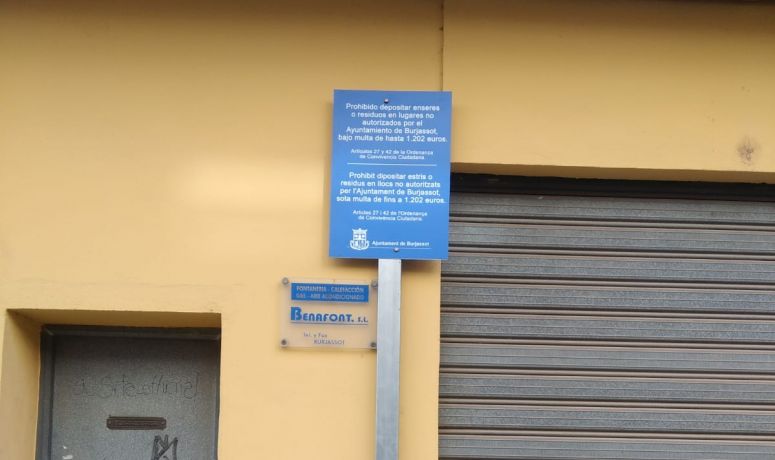 Prohibido depositar enseres
o residuos en lugares no
autorizados por el
Ayuntamiento de Burjassot,
bajo multa de hasta 1.202 euros.
Artículos 27 y 42 de la Ordenanza
de Convivencia Ciudadana.
Prohibit dipositar estris o
residus en llocs no autoritzats
per l'Ajuntament de Burjassot,
sota multa de fins a 1.202 euros.
Articles 27 i 42 de l'Ordenança
de Convivència Ciudadana.
Ajuntament de Burjassot
FONTANERIA - CALEFACCIÓN
GAS - AIRE ACONDICIONADO
BENAFONT, S.L.
Tel. y Fax
BURJASSOT